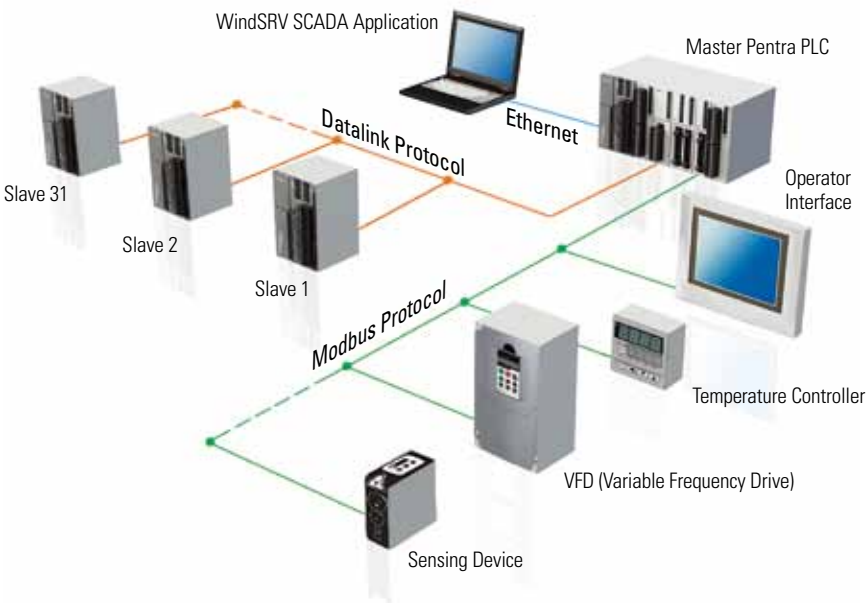 WindSRV SCADA Application
Master Pentra PLC
Ethernet
Datalink Protocol
Operator
Interface
Slave 31
Slave 2
Slave 1
Modbus Protocol
Temperature Controller
VFD (Variable Frequency Drive)
Sensing Device